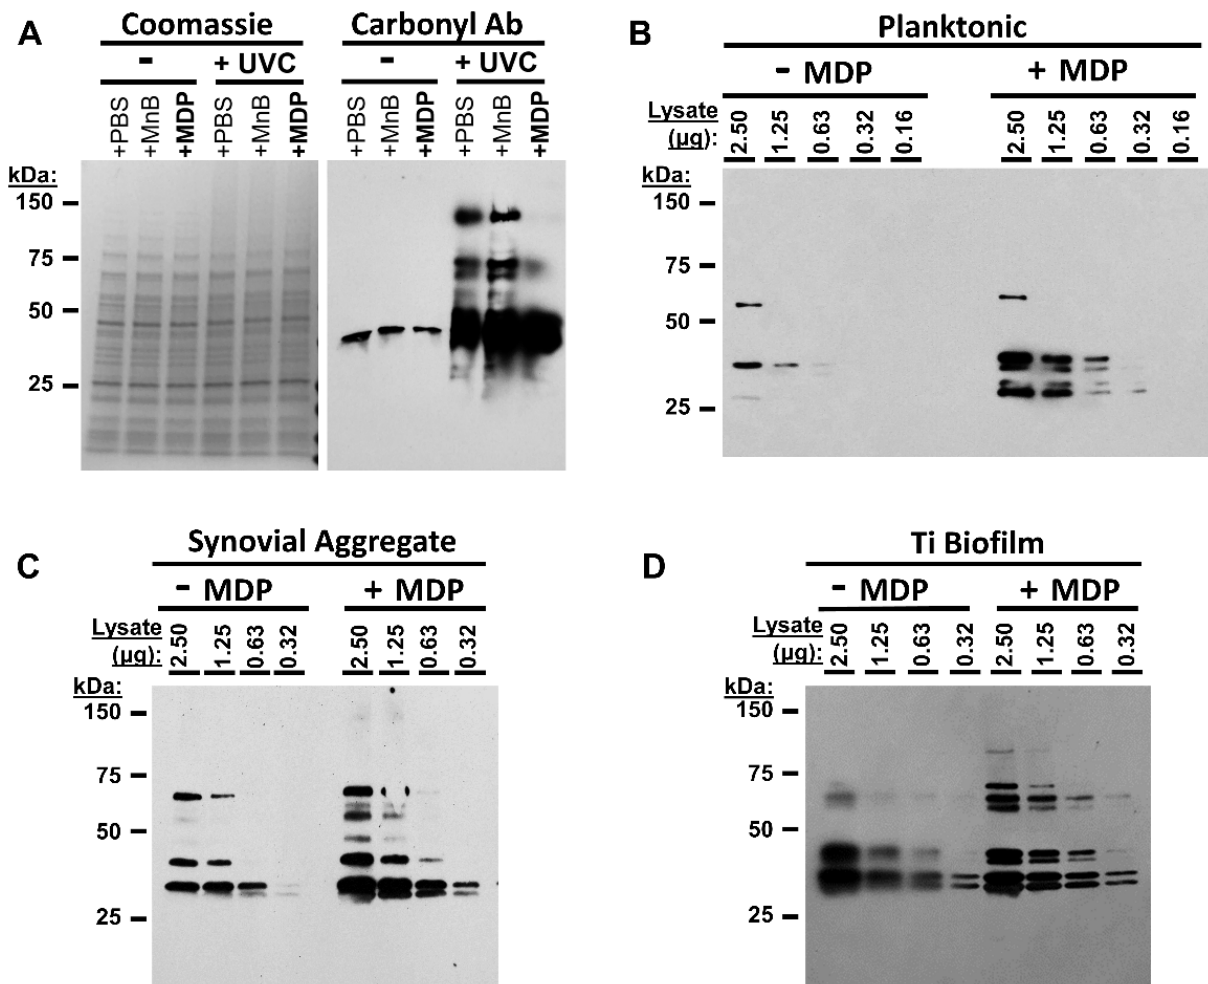 A
Coomassie
Carbonyl Ab
-
+ UVC
-
+ UVC
+PBS
+MnB
+MDP
+PBS
+MnB
+MDP
+PBS
+MnB
+MDP
+PBS
+MnB
+MDP
kDa:
150
75
50
25
B
Planktonic
- MDP
+ MDP
Lysate
(µg):
2.50
1.25
0.63
0.32
0.16
2.50
1.25
0.63
0.32
0.16
kDa:
150
75
50
25
C
Synovial Aggregate
- MDP
+ MDP
Lysate
(µg):
2.50
1.25
0.63
0.32
2.50
1.25
0.63
0.32
kDa:
150
75
50
25
D
Ti Biofilm
- MDP
+ MDP
Lysate
(µg):
2.50
1.25
0.63
0.32
2.50
1.25
0.63
0.32
kDa:
150
75
50
25